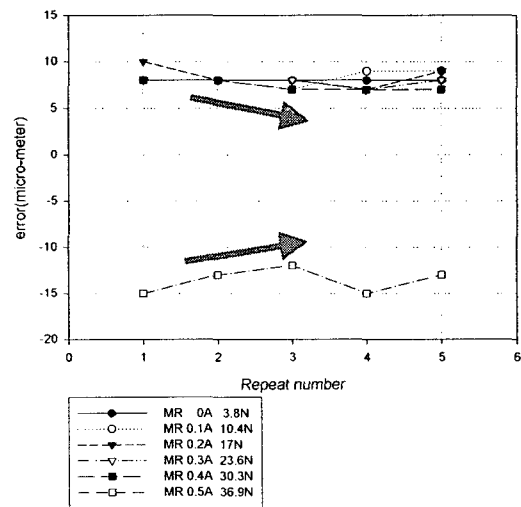 15
10
5
0
-5
-10
-15
-20
error(micro-meter)
0 1 2 3 4 5 6
Repeat number
MR 0A 3.8N
MR 0.1A 10.4N
MR 0.2A 17N
MR 0.3A 23.6N
MR 0.4A 30.3N
MR 0.5A 36.9N